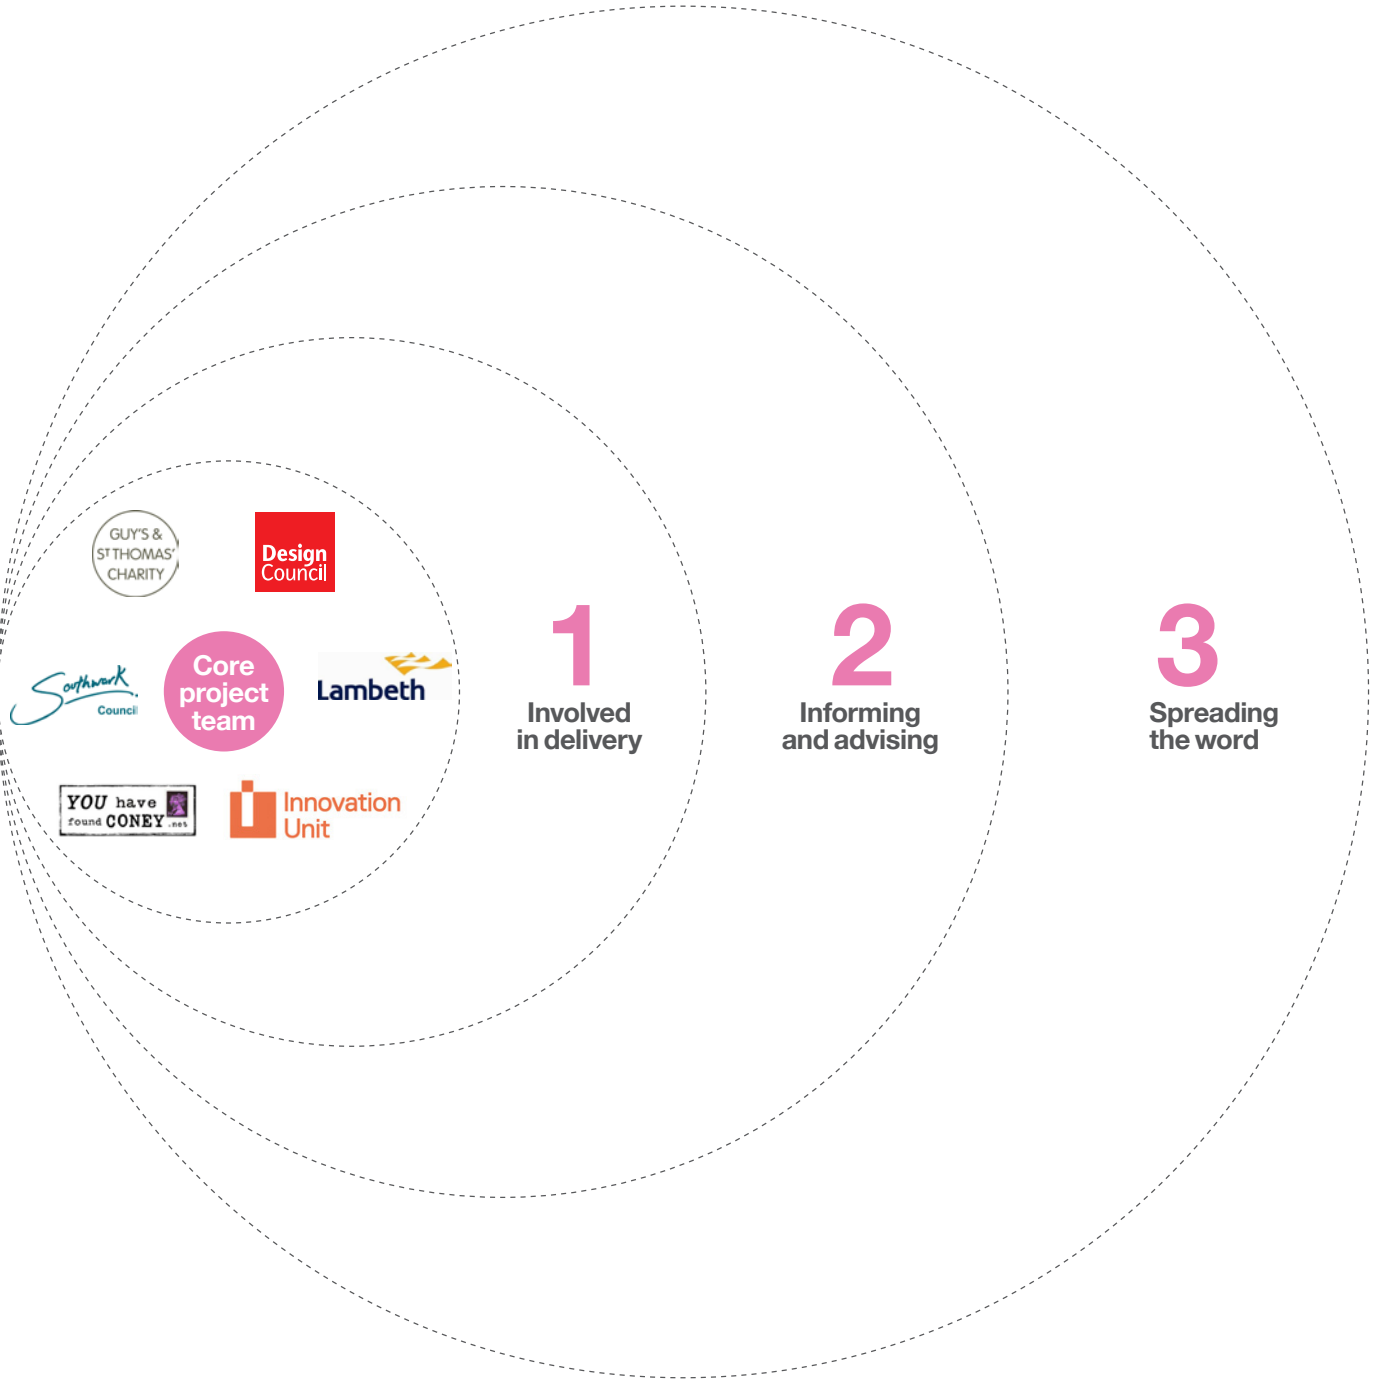 GUY'S &
ST THOMAS'
CHARITY
Design
Council
Southwark
Council
Core
project
team
Lambeth
YOU have
found CONEY.net
Innovation
Unit
1
Involved
in delivery
2
Informing
and advising
3
Spreading
the word